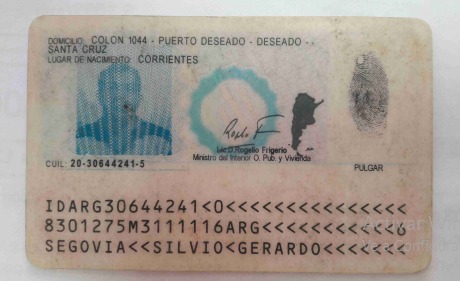 DOMICILIO: COLON 1044 - PUERTO DESEADO - DESEADO - -
SANTA CRUZ
LUGAR DE NACIMIENTO: CORRIENTES
CUIL: 20-30644241-5
Lic D.Rogelio Frigerio
Ministro del Interior O. Pub. y Vivienda
PULGAR
IDARG30644241<0<<<<<<<<<<<<<<<
8301275M3111116ARG<<<<<<<<<<<6
SEGOVIA<<SILVIO<GERARDO<<<<<<<